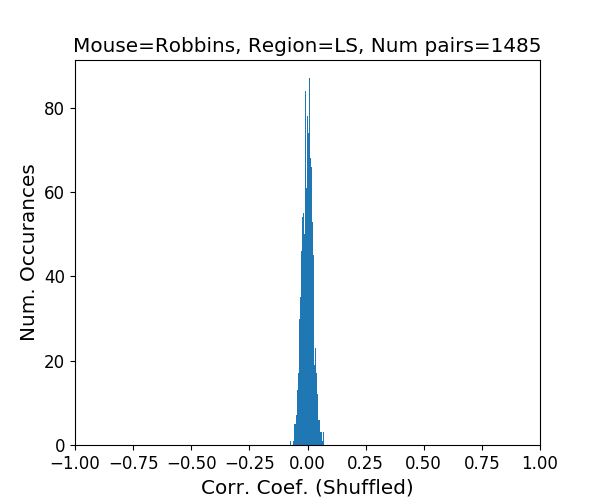 Mouse=Robbins, Region=LS, Num pairs=1485
80
60
40
20
0
Num. Occurances
−1.00 −0.75 −0.50 −0.25 0.00 0.25 0.50 0.75 1.00
Corr. Coef. (Shuffled)